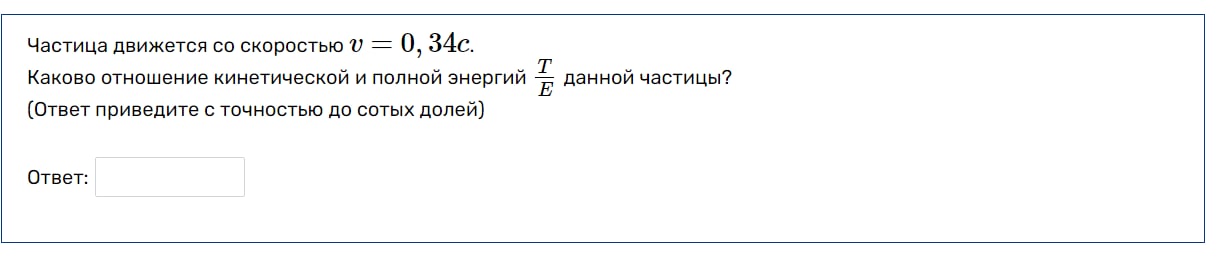 Частица движется со скоростью v = 0, 34c.
Каково отношение кинетической и полной энергий T/E данной частицы?
(Ответ приведите с точностью до сотых долей)
Ответ: